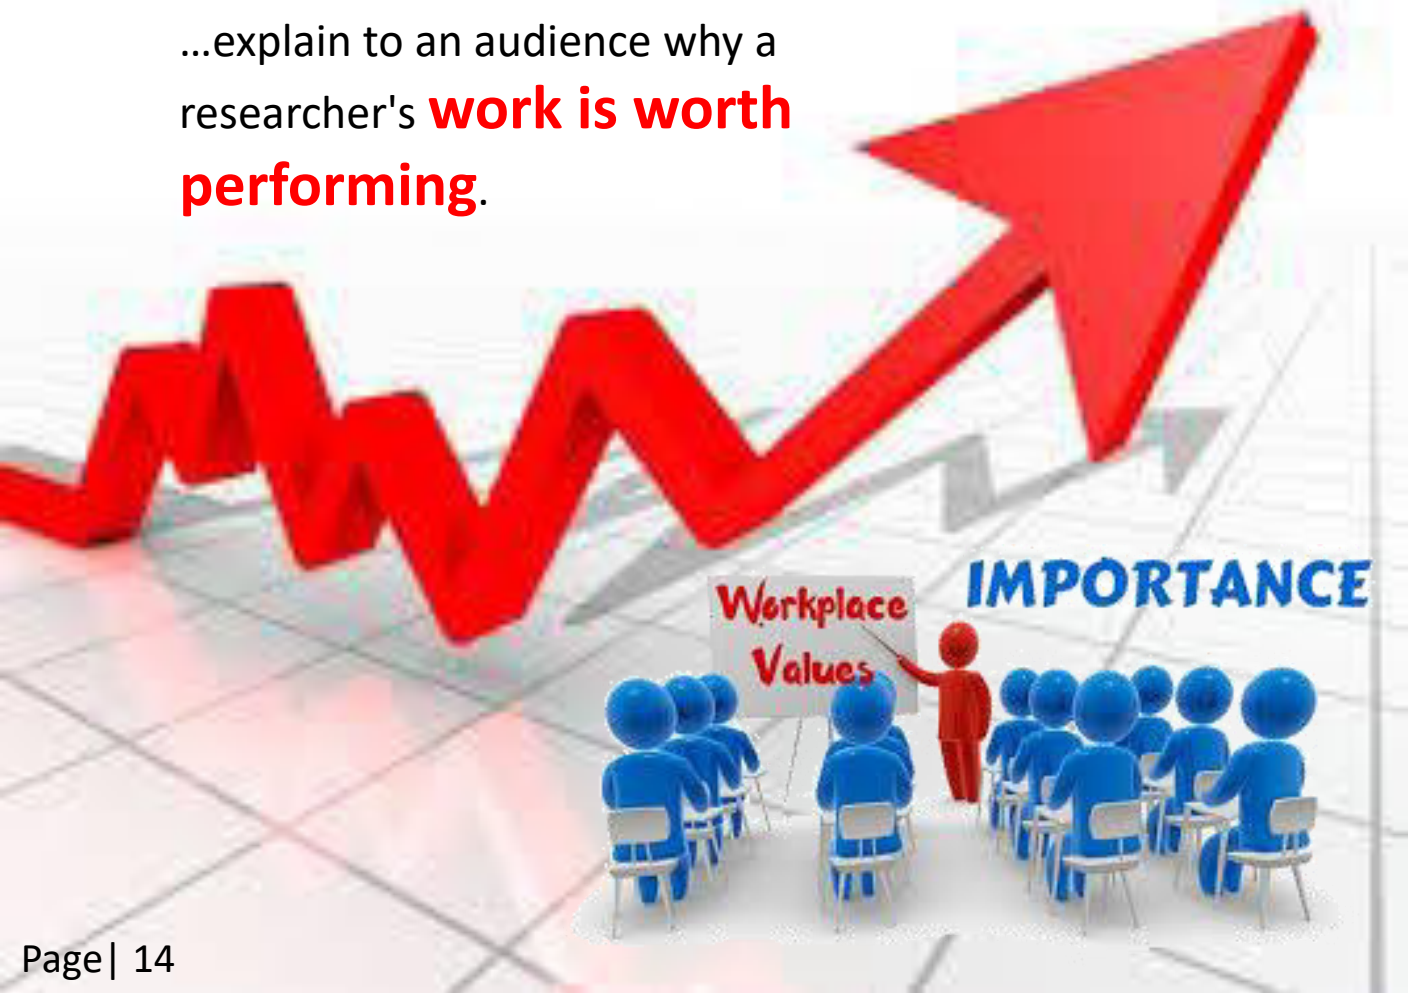 …explain to an audience why a
researcher's work is worth
performing.
IMPORTANCE
Workplace
Values
Page| 14